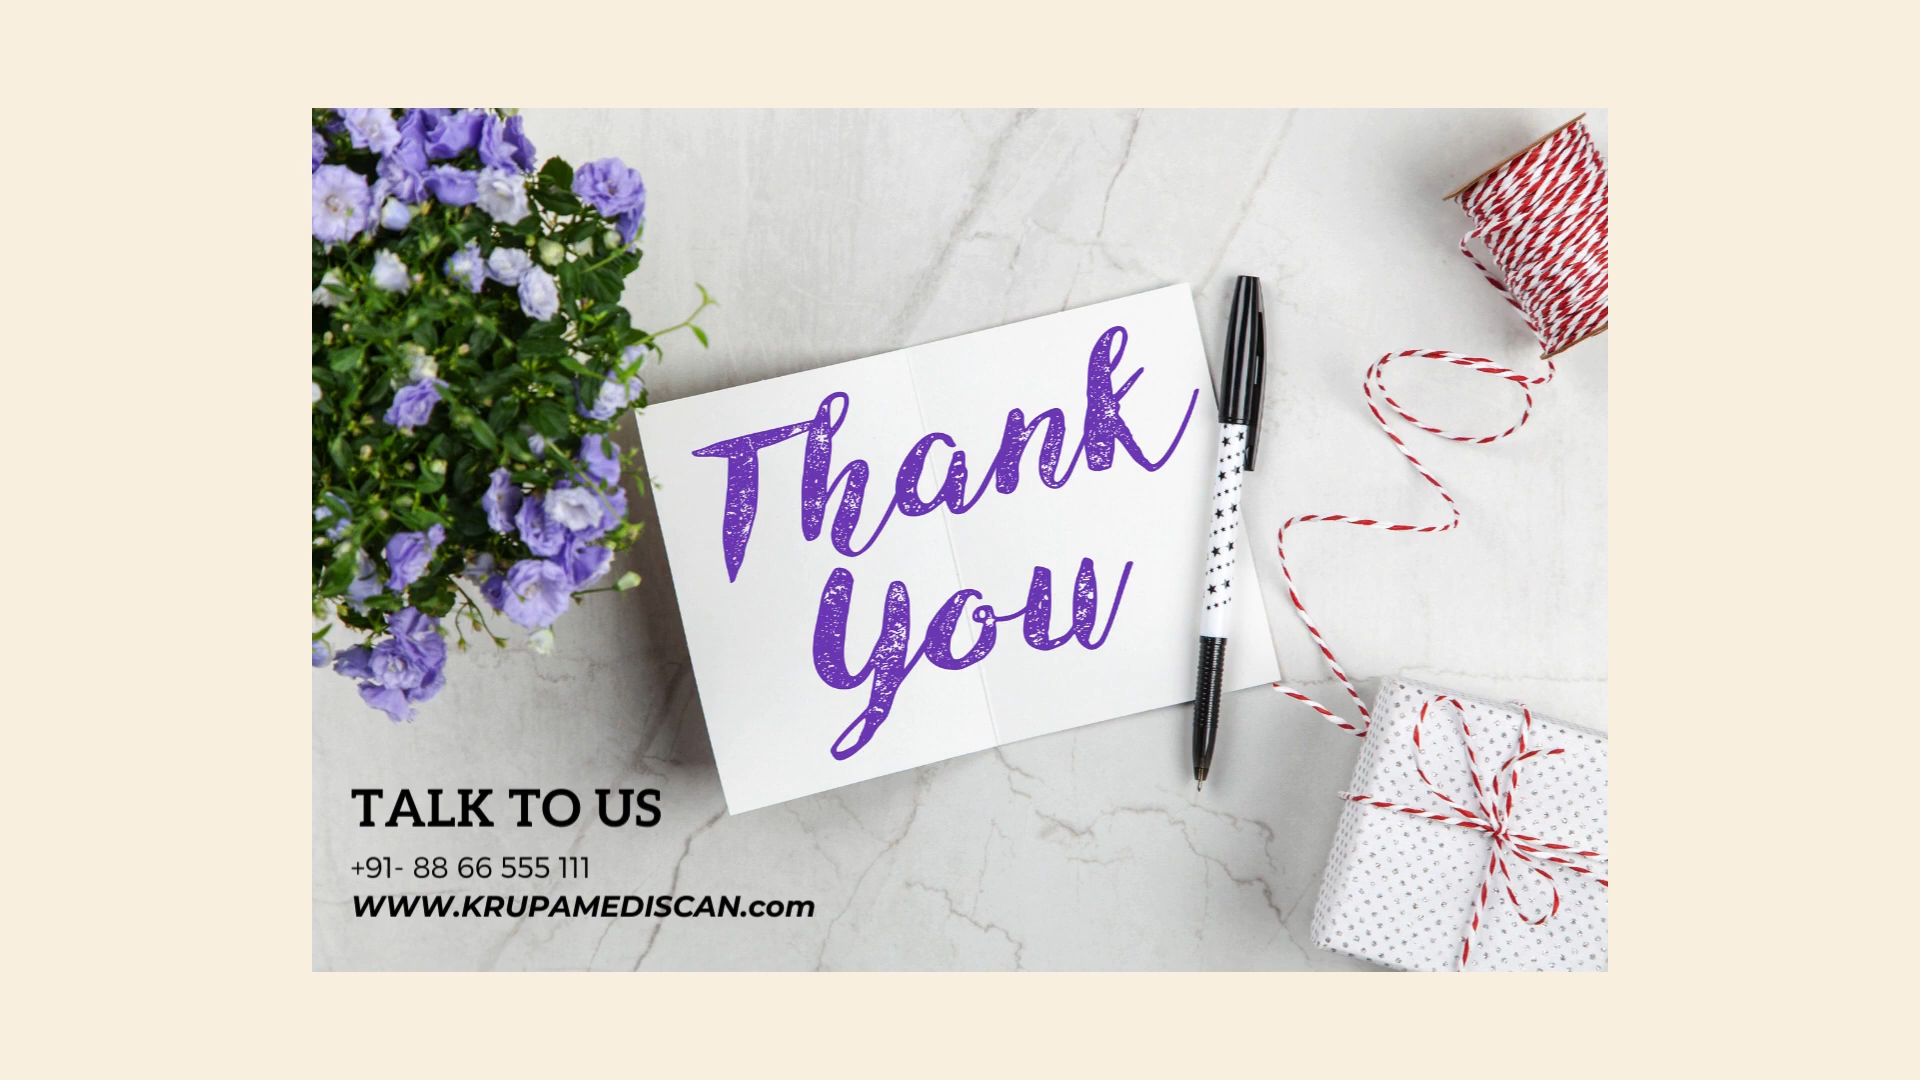 Thank
you
TALK TO US
+91- 88 66 555 111
WWW.KRUPAMEDISCAN.com